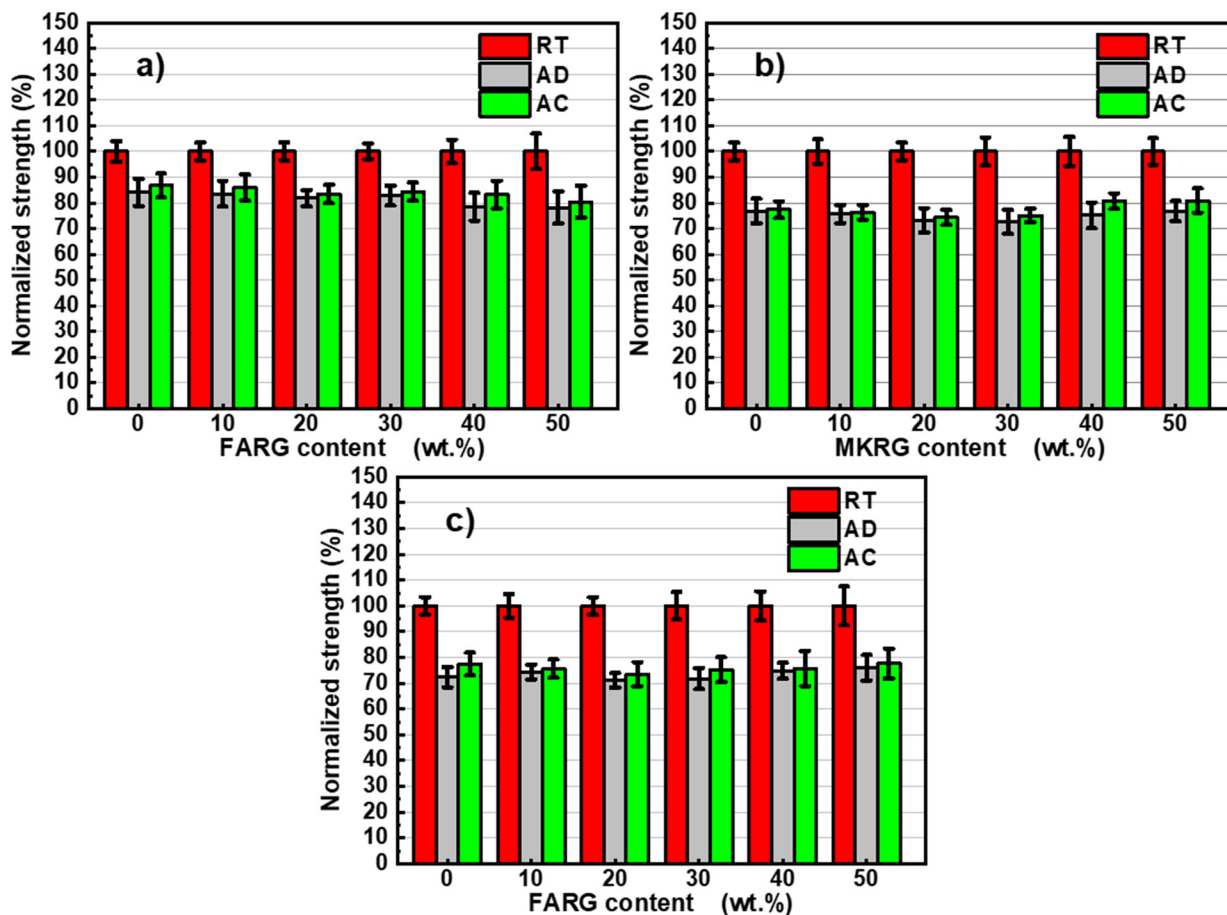 a)
RT
AD
AC
Normalized strength (%)
150
140
130
120
110
100
90
80
70
60
50
40
30
20
10
0
0 10 20 30 40 50
FARG content (wt.%)
b)
RT
AD
AC
Normalized strength (%)
150
140
130
120
110
100
90
80
70
60
50
40
30
20
10
0
0 10 20 30 40 50
MKRG content (wt.%)
c)
RT
AD
AC
Normalized strength (%)
150
140
130
120
110
100
90
80
70
60
50
40
30
20
10
0
0 10 20 30 40 50
FARG content (wt.%)